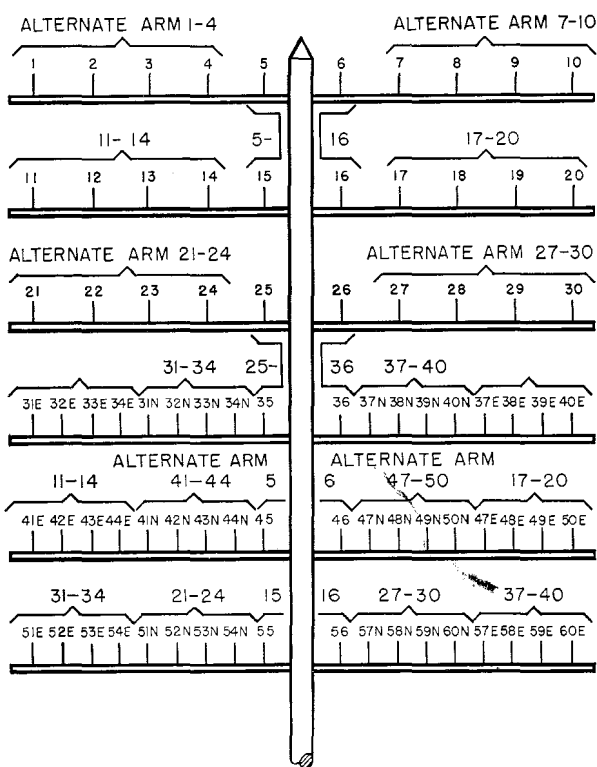 ALTERNATE ARM 1-4 ALTERNATE ARM 7-10
1 2 3 4 5 6 7 8 9 10
11-14 5- 16 17-20
11 12 13 14 15 16 17 18 19 20
ALTERNATE ARM 21-24 ALTERNATE ARM 27-30
21 22 23 24 25 26 27 28 29 30
31-34 25- 36 37-40
31E 32E 33E 34E 31N 32N 33N 34N 35 36 37N 38N 39N 40N 37E 38E 39E 40E
ALTERNATE ARM ALTERNATE ARM
11-14 41-44 5 6 47-50 17-20
41E 42E 43E 44E 41N 42N 43N 44N 45 46 47N 48N 49N 50N 47E 48E 49E 50E
31-34 21-24 15 16 27-30 37-40
51E 52E 53E 54E 51N 52N 53N 54N 55 56 57N 58N 59N 60N 57E 58E 59E 60E